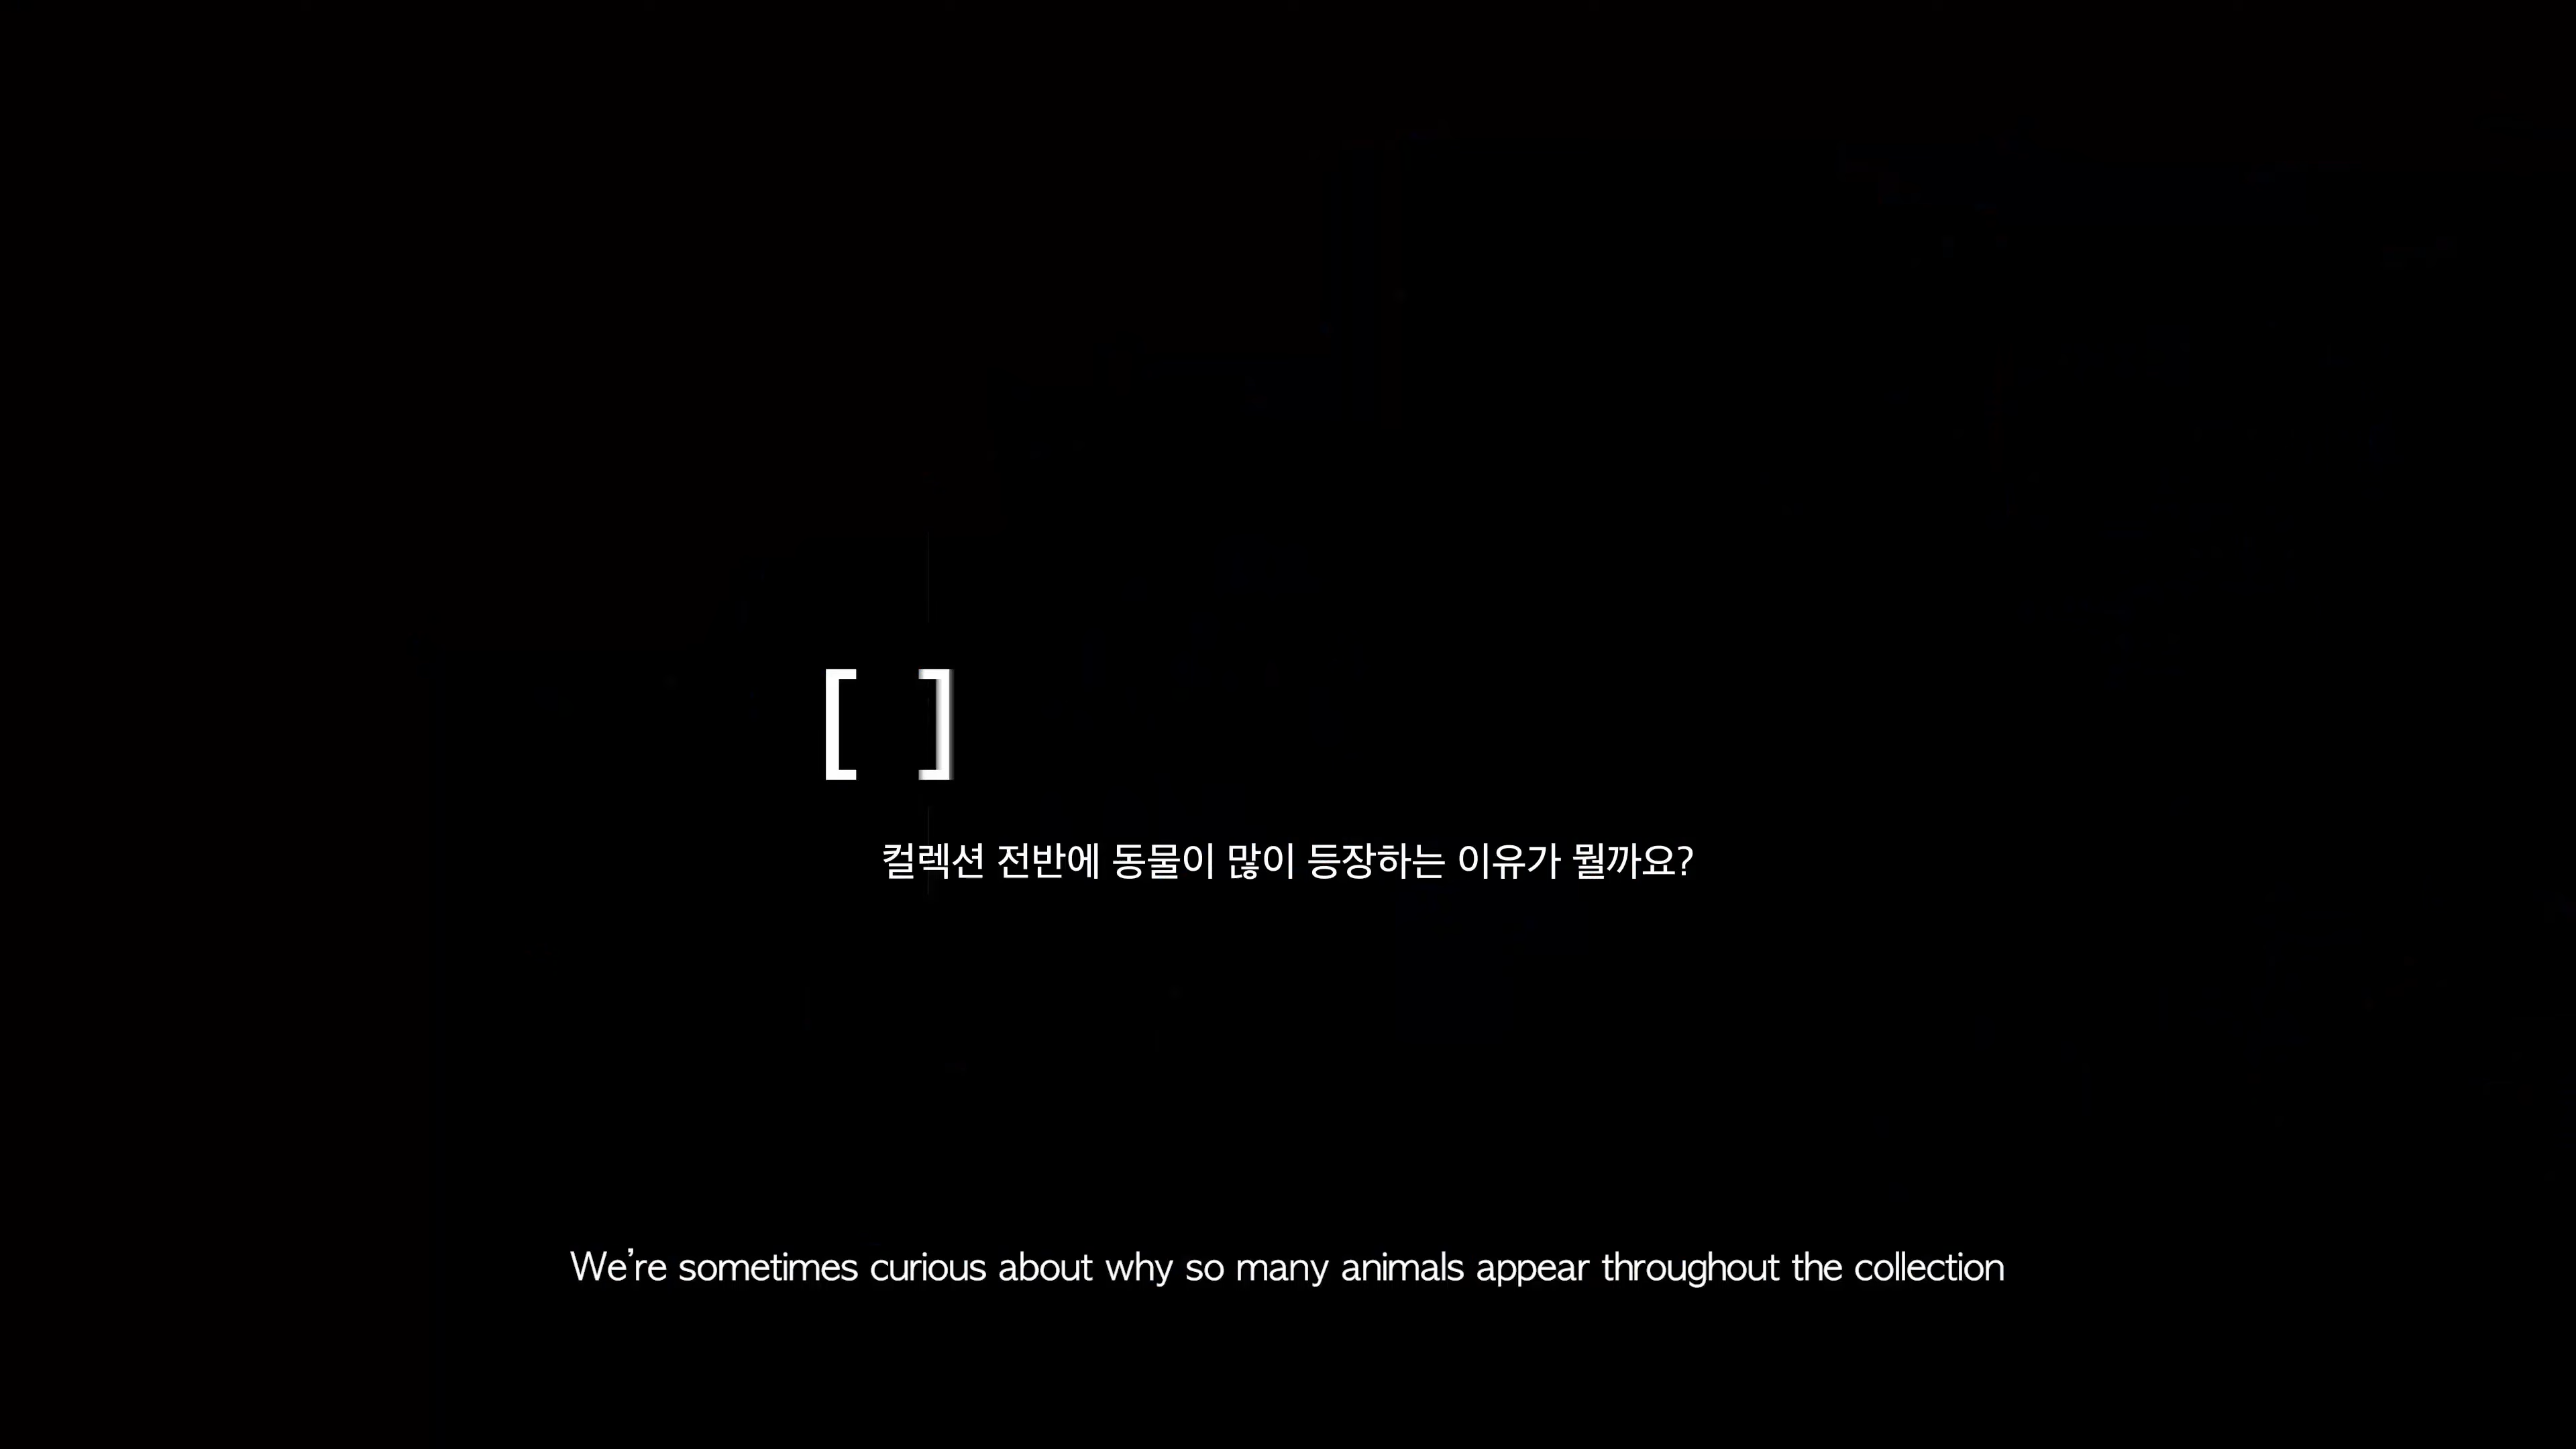 [ ]
컬렉션 전반에 동물이 많이 등장하는 이유가 뭘까요?
We're sometimes curious about why so many animals appear throughout the collection